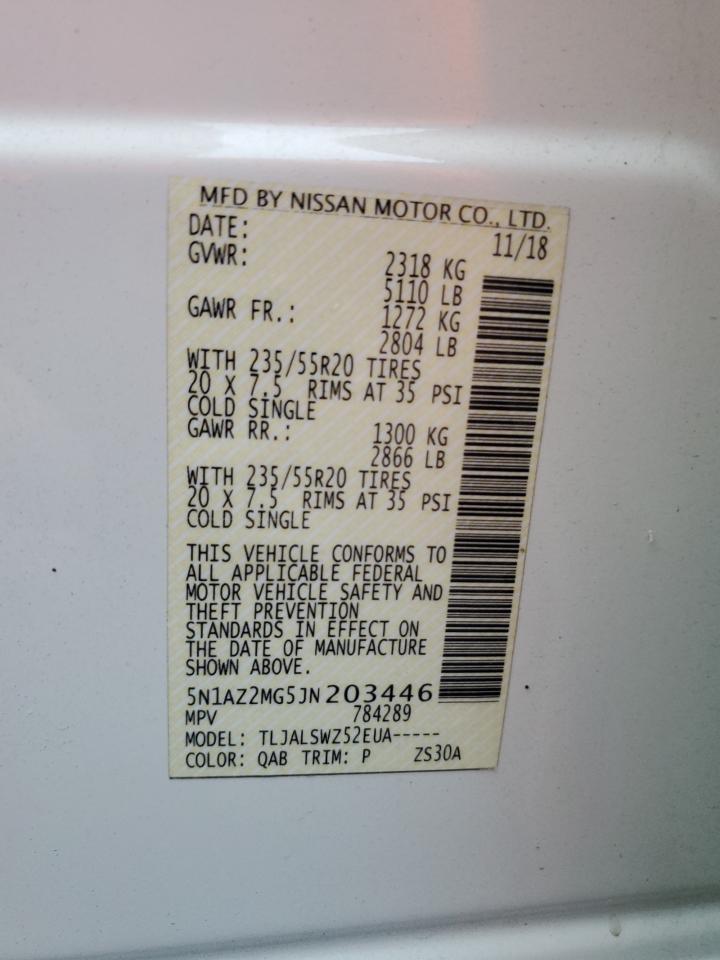 MFD BY NISSAN MOTOR CO., LTD.
DATE: 11/18
GVWR: 2318 KG
5110 LB
GAWR FR.: 1272 KG
2804 LB
WITH 235/55R20 TIRES
20 X 7.5 RIMS AT 35 PSI
COLD SINGLE
GAWR RR.: 1300 KG
2866 LB
WITH 235/55R20 TIRES
20 X 7.5 RIMS AT 35 PSI
COLD SINGLE
THIS VEHICLE CONFORMS TO
ALL APPLICABLE FEDERAL
MOTOR VEHICLE SAFETY AND
THEFT PREVENTION
STANDARDS IN EFFECT ON
THE DATE OF MANUFACTURE
SHOWN ABOVE.
5N1AZ2MG5JN203446
MPV 784289
MODEL: TLJALSWZ52EUA-----
COLOR: QAB TRIM: P ZS30A